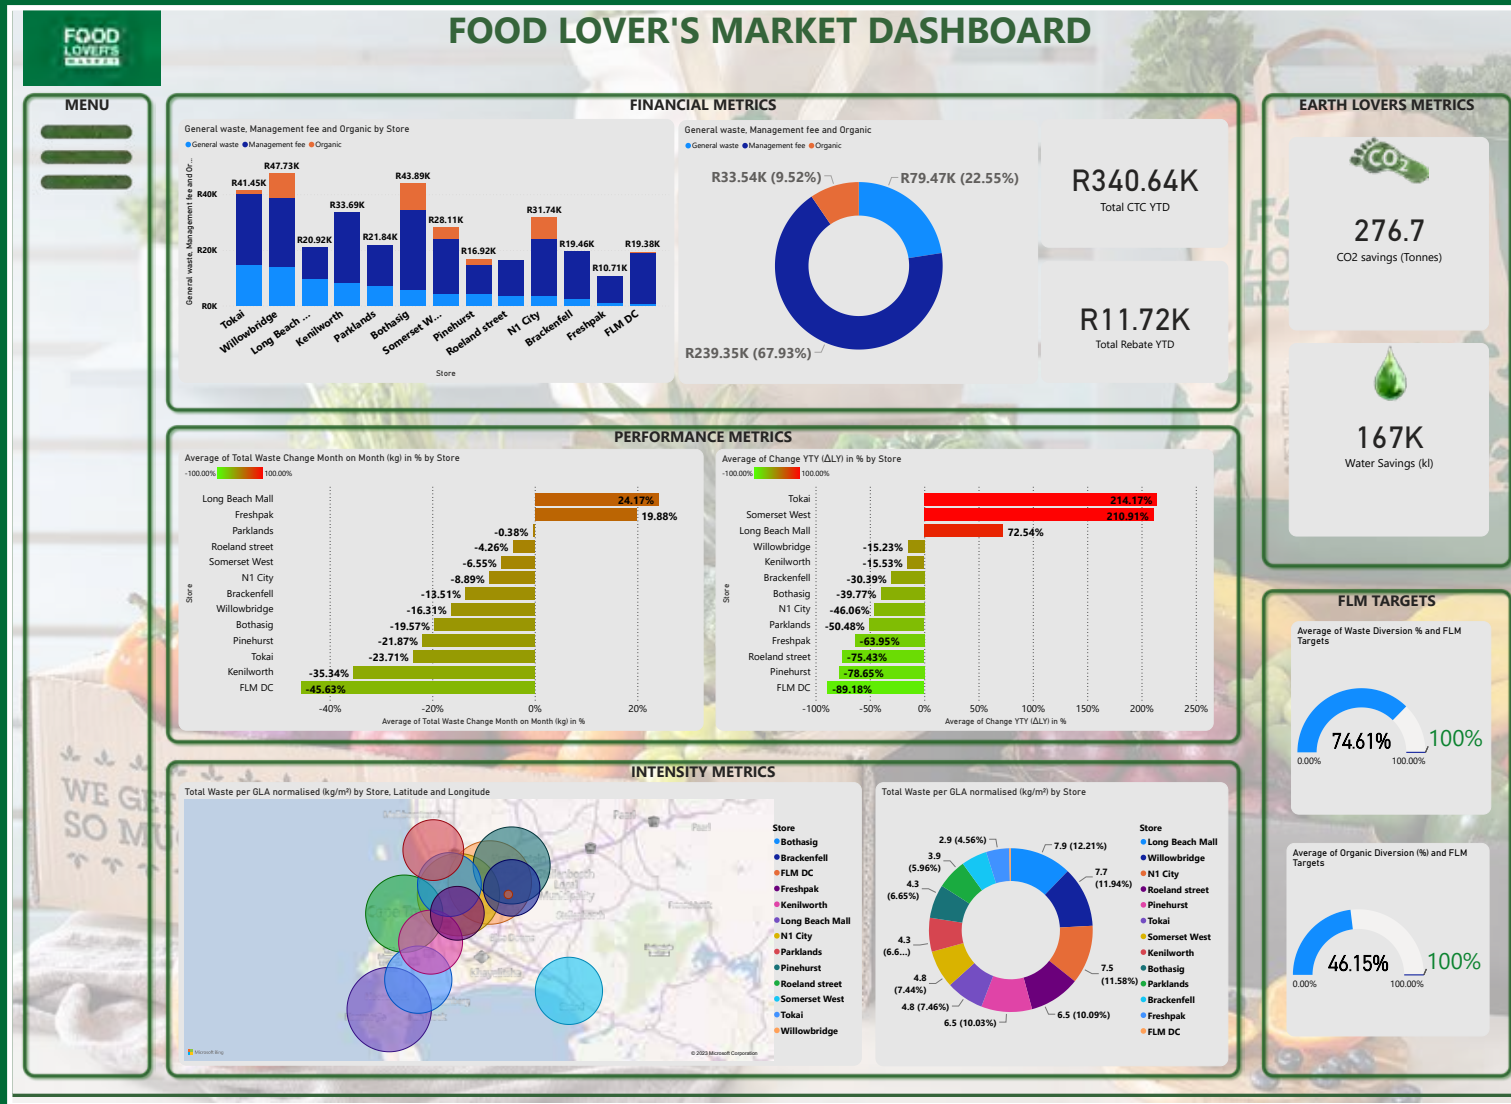 FOOD LOVER'S MARKET DASHBOARD
FOOD
LOVER'S
MARKET
MENU
FINANCIAL METRICS
General waste, Management fee and Organic by Store
General waste Management fee Organic
General waste, Management fee and Or...
R40K
R20K
R0K
R41.45K
R47.73K
R20.92K
R33.69K
R21.84K
R43.89K
R28.11K
R16.92K
R31.74K
R19.46K
R10.71K
R19.38K
Tokai
Willowbridge
Long Beach ...
Kenilworth
Parklands
Bothasig
Somerset W...
Pinehurst
Roeland street
N1 City
Brackenfell
Freshpak
FLM DC
Store
General waste, Management fee and Organic
General waste Management fee Organic
R33.54K (9.52%)
R79.47K (22.55%)
R239.35K (67.93%)
R340.64K
Total CTC YTD
R11.72K
Total Rebate YTD
EARTH LOVERS METRICS
CO2
276.7
CO2 savings (Tonnes)
167K
Water Savings (kl)
PERFORMANCE METRICS
Average of Total Waste Change Month on Month (kg) in % by Store
-100.00% 100.00%
Store
Long Beach Mall 24.17%
Freshpak 19.88%
Parklands -0.38%
Roeland street -4.26%
Somerset West -6.55%
N1 City -8.89%
Brackenfell -13.51%
Willowbridge -16.31%
Bothasig -19.57%
Pinehurst -21.87%
Tokai -23.71%
Kenilworth -35.34%
FLM DC -45.63%
-40% -20% 0% 20%
Average of Total Waste Change Month on Month (kg) in %
Average of Change YTY (ΔLY) in % by Store
-100.00% 100.00%
Store
Tokai 214.17%
Somerset West 210.91%
Long Beach Mall 72.54%
Willowbridge -15.23%
Kenilworth -15.53%
Brackenfell -30.39%
Bothasig -39.77%
N1 City -46.06%
Parklands -50.48%
Freshpak -63.95%
Roeland street -75.43%
Pinehurst -78.65%
FLM DC -89.18%
-100% -50% 0% 50% 100% 150% 200% 250%
Average of Change YTY (ΔLY) in %
FLM TARGETS
Average of Waste Diversion % and FLM
Targets
74.61%
100%
0.00% 100.00%
Average of Organic Diversion (%) and FLM
Targets
46.15%
100%
0.00% 100.00%
INTENSITY METRICS
Total Waste per GLA normalised (kg/m²) by Store, Latitude and Longitude
Paarl
Microsoft Bing
© 2023 Microsoft Corporation
Store
Bothasig
Brackenfell
FLM DC
Freshpak
Kenilworth
Long Beach Mall
N1 City
Parklands
Pinehurst
Roeland street
Somerset West
Tokai
Willowbridge
Total Waste per GLA normalised (kg/m²) by Store
2.9 (4.56%)
7.9 (12.21%)
3.9
(5.96%)
7.7
(11.94%)
4.3
(6.65%)
4.3
(6.6...)
7.5
(11.58%)
4.8
(7.44%)
4.8 (7.46%)
6.5 (10.03%)
6.5 (10.09%)
Store
Long Beach Mall
Willowbridge
N1 City
Roeland street
Pinehurst
Tokai
Somerset West
Kenilworth
Bothasig
Parklands
Brackenfell
Freshpak
FLM DC
WE GET
SO MU